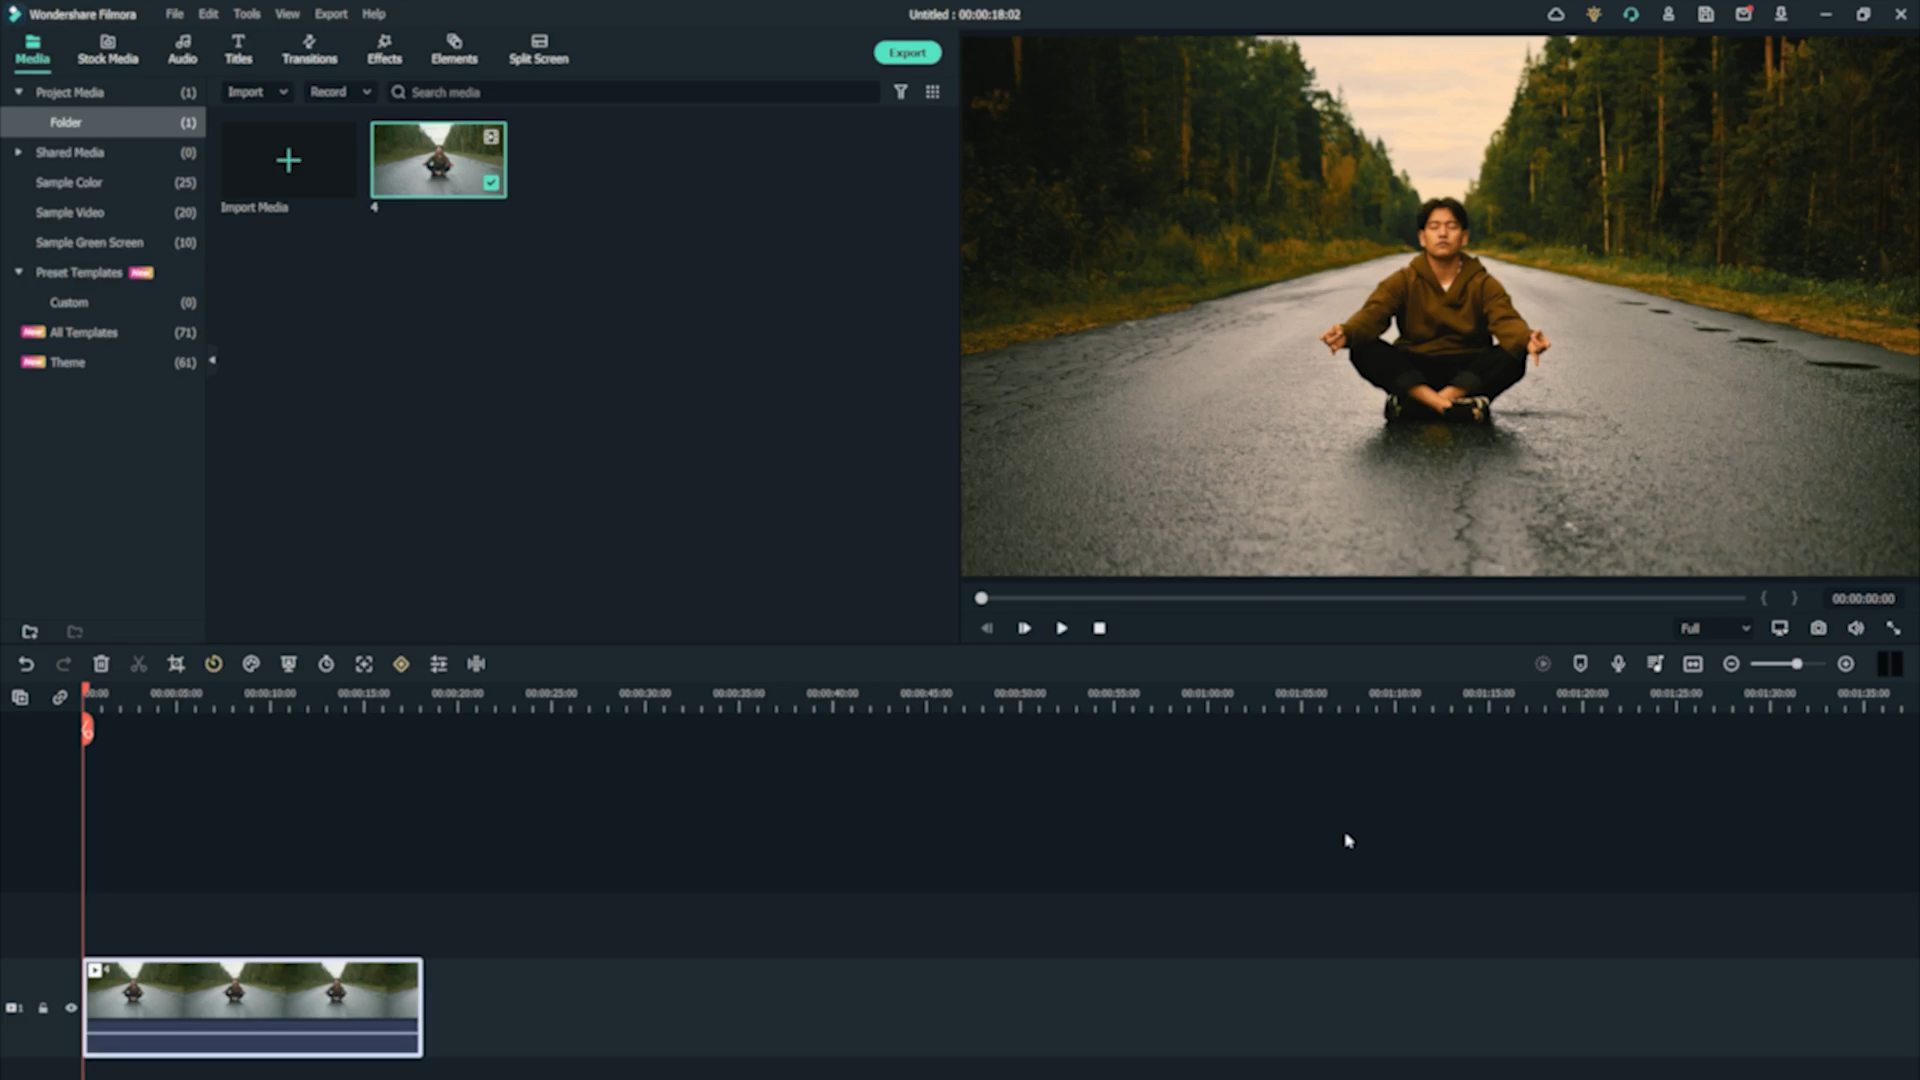 Wondershare Filmora File Edit Tools View Export Help Untitled : 00:00:18:02
Media Stock Media Audio Titles Transitions Effects Elements Split Screen Export
Project Media (1)
Folder (1)
Shared Media (0)
Sample Color (25)
Sample Video (20)
Sample Green Screen (10)
Preset Templates New
Custom (0)
New All Templates (71)
New Theme (61)
Import Record Search media
Import Media 4
00:00:00:00
Full
00:00 00:00:05:00 00:00:10:00 00:00:15:00 00:00:20:00 00:00:25:00 00:00:30:00 00:00:35:00 00:00:40:00 00:00:45:00 00:00:50:00 00:00:55:00 00:01:00:00 00:01:05:00 00:01:10:00 00:01:15:00 00:01:20:00 00:01:25:00 00:01:30:00 00:01:35:00
4
1